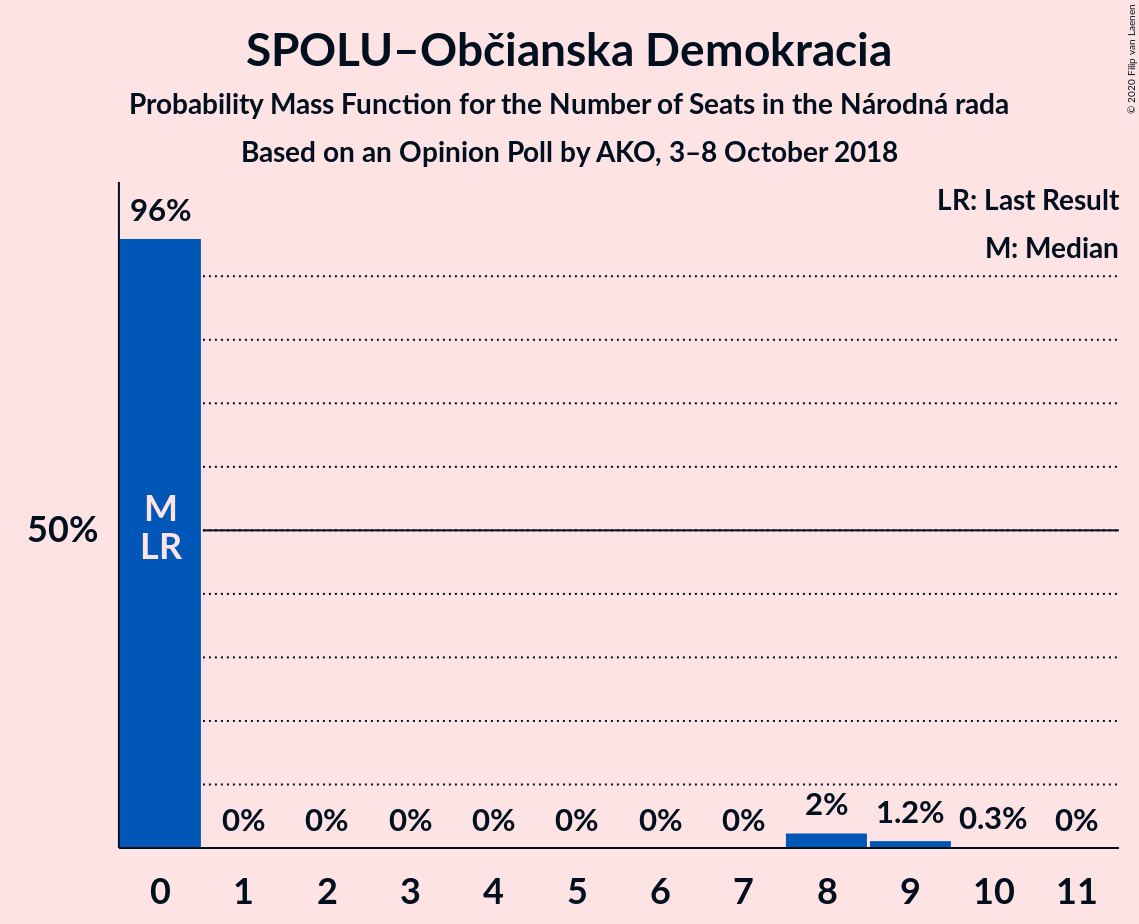 SPOLU–Občianska Demokracia
Probability Mass Function for the Number of Seats in the Národná rada
Based on an Opinion Poll by AKO, 3–8 October 2018
© 2020 Filip van Laenen
LR: Last Result
M: Median
96%
M
LR
50%
0% 0% 0% 0% 0% 0% 0% 2% 1.2% 0.3% 0%
0 1 2 3 4 5 6 7 8 9 10 11